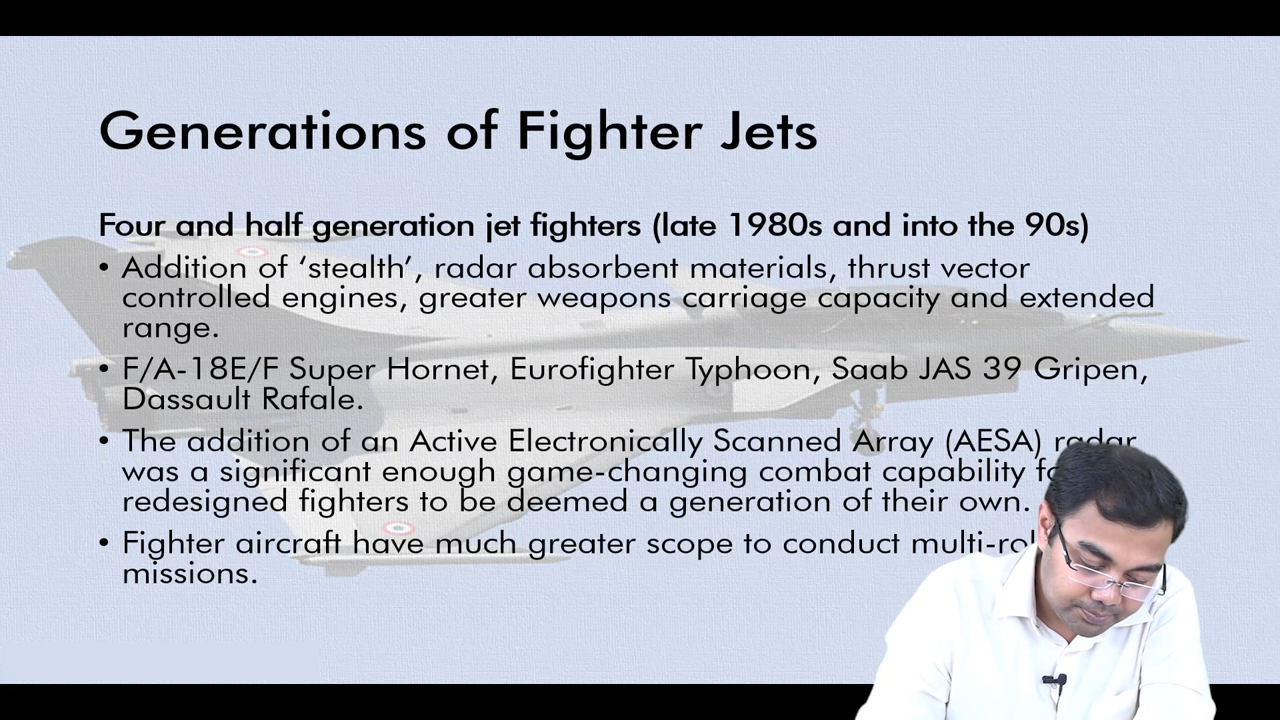 Generations of Fighter Jets
Four and half generation jet fighters (late 1980s and into the 90s)
• Addition of ‘stealth’, radar absorbent materials, thrust vector
controlled engines, greater weapons carriage capacity and extended
range.
• F/A-18E/F Super Hornet, Eurofighter Typhoon, Saab JAS 39 Gripen,
Dassault Rafale.
• The addition of an Active Electronically Scanned Array (AESA) radar
was a significant enough game-changing combat capability
redesigned fighters to be deemed a generation of their own.
• Fighter aircraft have much greater scope to conduct
missions.